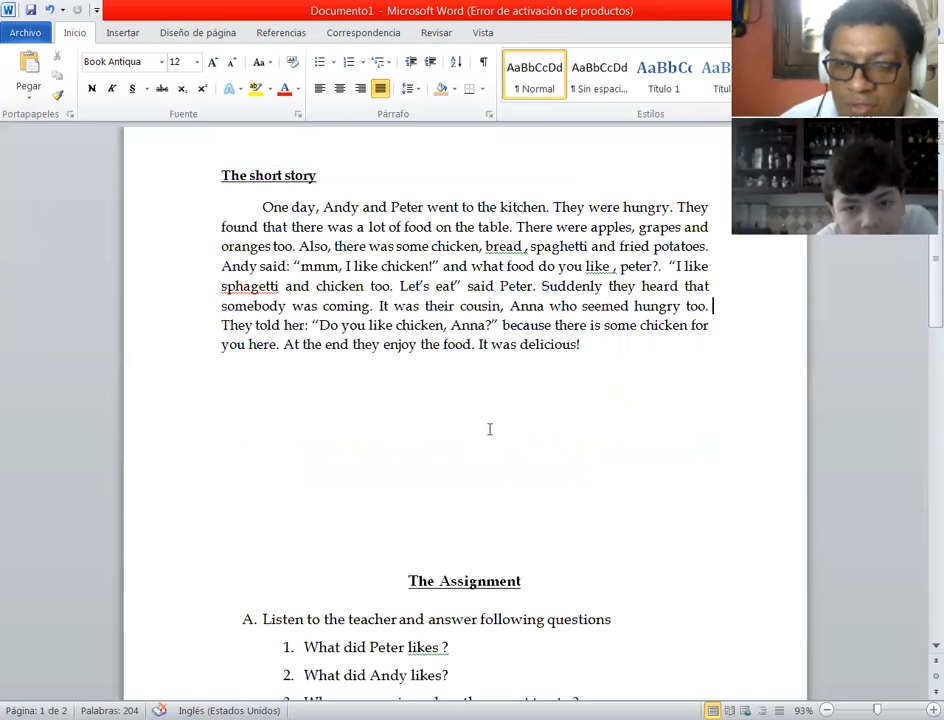 Documento1 - Microsoft Word (Error de activación de productos)
Archivo Inicio Insertar Diseño de página Referencias Correspondencia Revisar Vista
Book Antiqua 12 A A Aa
AaBbCcDd AaBbCcDd AaBbCc AaBb
Pegar
N K S abc x₂ x² A A
¶ Normal ¶ Sin espaci... Título 1 Títu
Portapapeles Fuente Párrafo Estilos
The short story
One day, Andy and Peter went to the kitchen. They were hungry. They
found that there was a lot of food on the table. There were apples, grapes and
oranges too. Also, there was some chicken, bread , spaghetti and fried potatoes.
Andy said: “mmm, I like chicken!” and what food do you like , peter?. “I like
sphagetti and chicken too. Let’s eat” said Peter. Suddenly they heard that
somebody was coming. It was their cousin, Anna who seemed hungry too.
They told her: “Do you like chicken, Anna?” because there is some chicken for
you here. At the end they enjoy the food. It was delicious!
The Assignment
A. Listen to the teacher and answer following questions
1. What did Peter likes ?
2. What did Andy likes?
Página: 1 de 2 Palabras: 204 Inglés (Estados Unidos) 93%